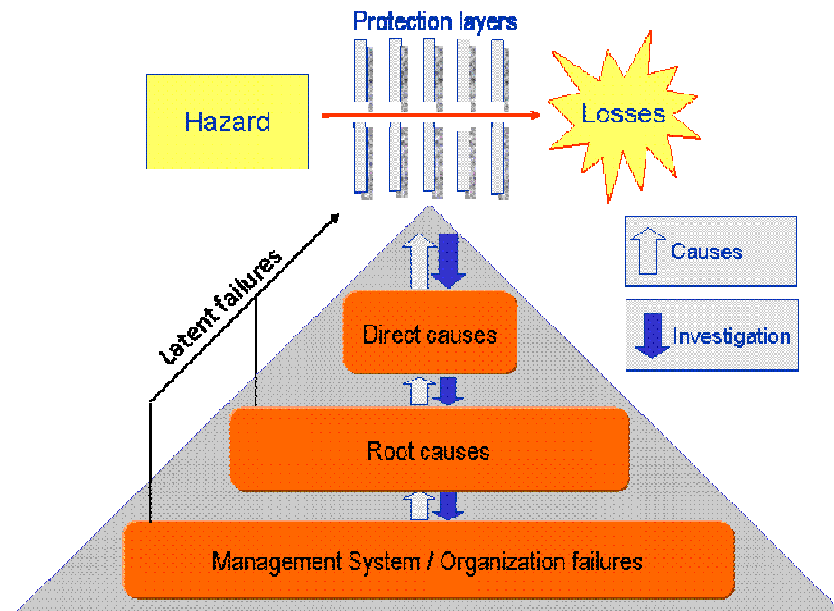 Protection layers
Hazard
Losses
Latent failures
Causes
Investigation
Direct causes
Root causes
Management System / Organization failures